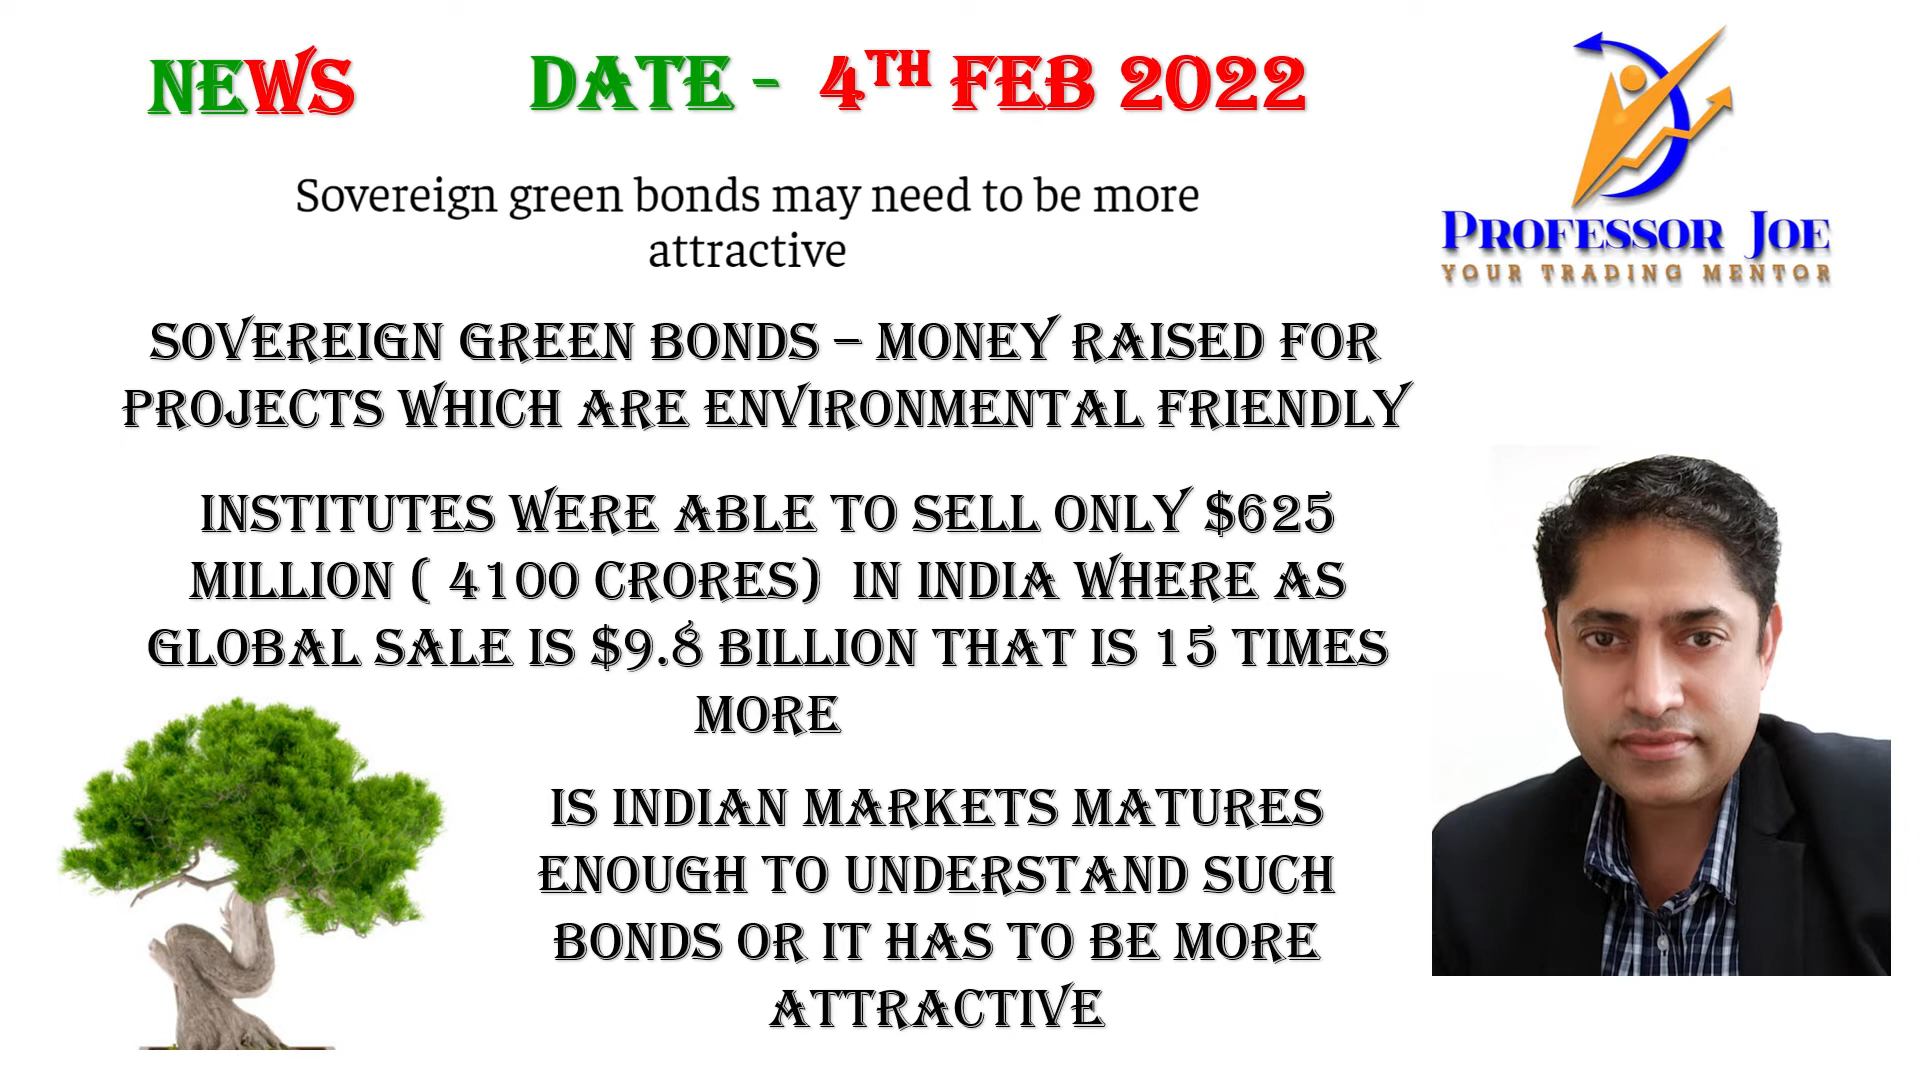 NEWS DATE - 4TH FEB 2022
Sovereign green bonds may need to be more
attractive
PROFESSOR JOE
YOUR TRADING MENTOR
SOVEREIGN GREEN BONDS – MONEY RAISED FOR
PROJECTS WHICH ARE ENVIRONMENTAL FRIENDLY
INSTITUTES WERE ABLE TO SELL ONLY $625
MILLION ( 4100 CRORES) IN INDIA WHERE AS
GLOBAL SALE IS $9.8 BILLION THAT IS 15 TIMES
MORE
IS INDIAN MARKETS MATURES
ENOUGH TO UNDERSTAND SUCH
BONDS OR IT HAS TO BE MORE
ATTRACTIVE